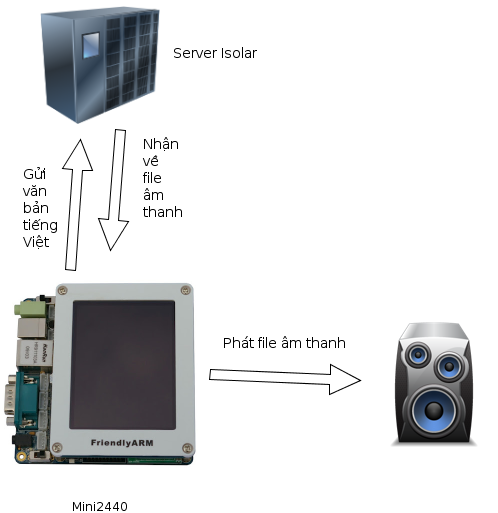 Server Isolar
Nhận
về
file
âm
thanh
Gửi
văn
bản
tiếng
Việt
Phát file âm thanh
FriendlyARM
Mini2440